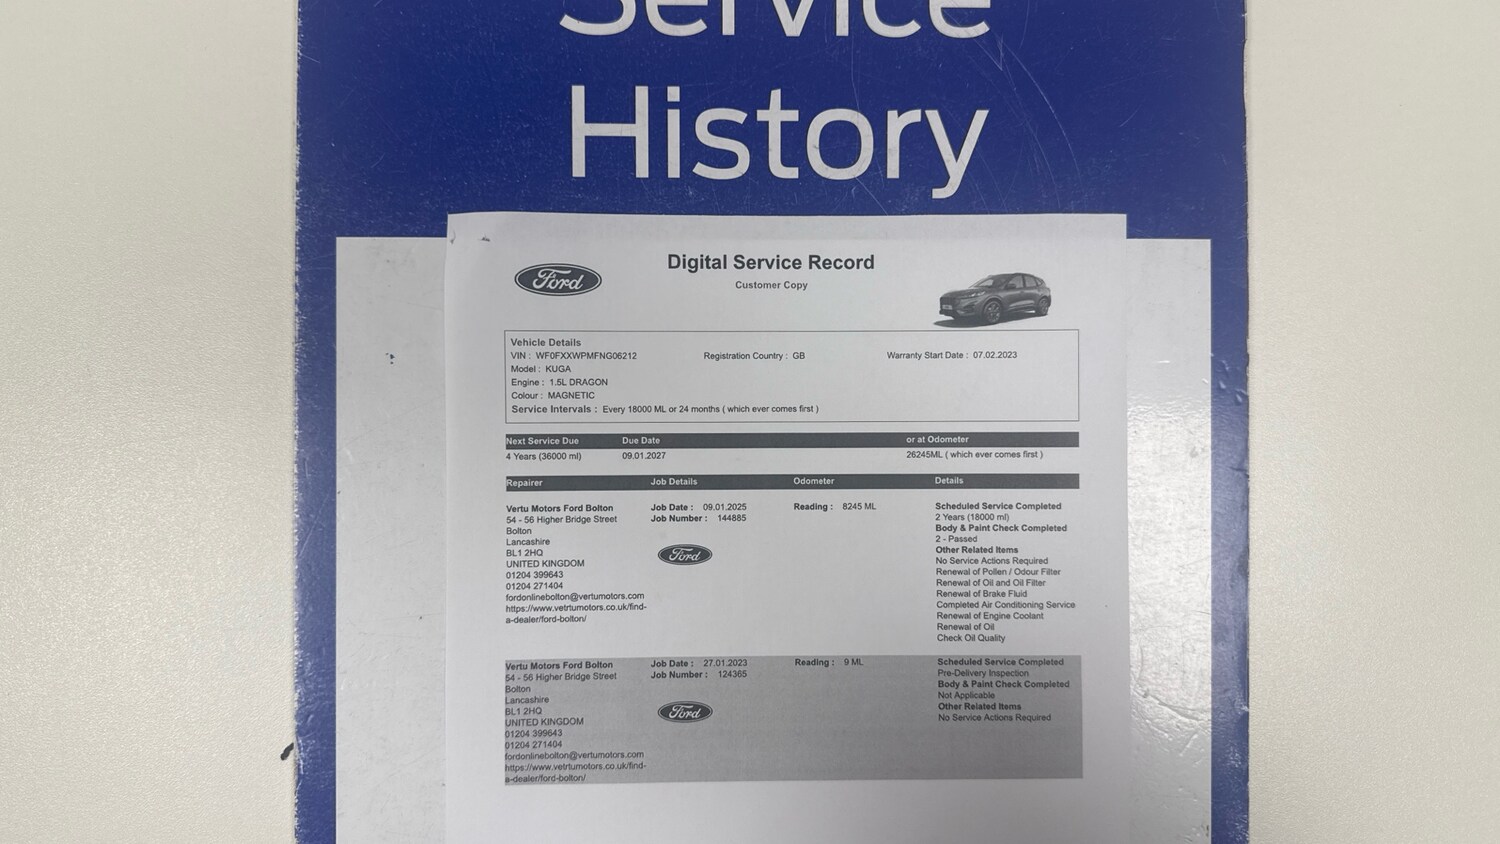 Service
History
Digital Service Record
Customer Copy
Ford
Vehicle Details
VIN : WF0FXXWPMFNG06212 Registration Country : GB Warranty Start Date : 07.02.2023
Model : KUGA
Engine : 1.5L DRAGON
Colour : MAGNETIC
Service Intervals : Every 18000 ML or 24 months ( which ever comes first )
Next Service Due Due Date or at Odometer
4 Years (36000 ml) 09.01.2027 26245ML ( which ever comes first )
Repairer Job Details Odometer Details
Vertu Motors Ford Bolton
54 - 56 Higher Bridge Street
Bolton
Lancashire
BL1 2HQ
UNITED KINGDOM
01204 399643
01204 271404
fordonlinebolton@vertumotors.com
https://www.vetrtumotors.co.uk/find-
a-dealer/ford-bolton/
Job Date : 09.01.2025
Job Number : 144885
Ford
Reading : 8245 ML
Scheduled Service Completed
2 Years (18000 ml)
Body & Paint Check Completed
2 - Passed
Other Related Items
No Service Actions Required
Renewal of Pollen / Odour Filter
Renewal of Oil and Oil Filter
Renewal of Brake Fluid
Completed Air Conditioning Service
Renewal of Engine Coolant
Renewal of Oil
Check Oil Quality
Vertu Motors Ford Bolton
54 - 56 Higher Bridge Street
Bolton
Lancashire
BL1 2HQ
UNITED KINGDOM
01204 399643
01204 271404
fordonlinebolton@vertumotors.com
https://www.vetrtumotors.co.uk/find-
a-dealer/ford-bolton/
Job Date : 27.01.2023
Job Number : 124365
Ford
Reading : 9 ML
Scheduled Service Completed
Pre-Delivery Inspection
Body & Paint Check Completed
Not Applicable
Other Related Items
No Service Actions Required